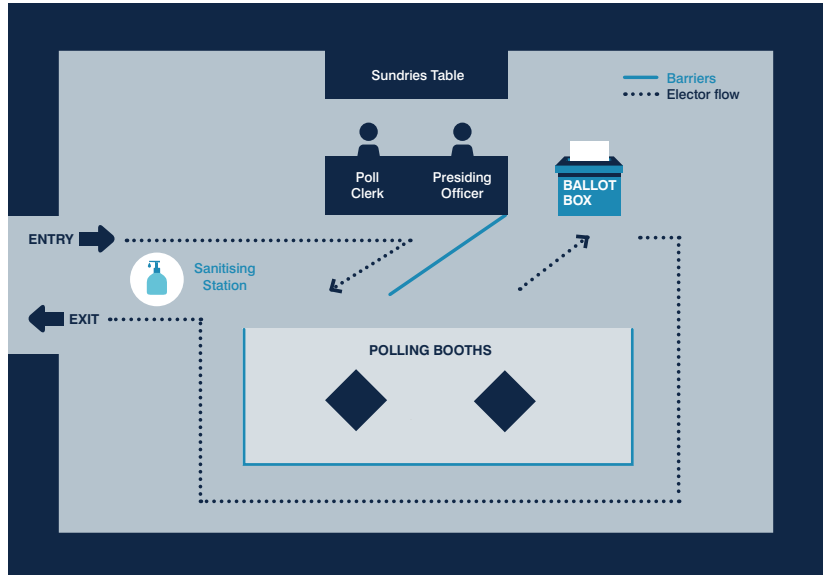 Sundries Table
Barriers
Elector flow
Poll
Clerk
Presiding
Officer
BALLOT
BOX
ENTRY
Sanitising
Station
EXIT
POLLING BOOTHS